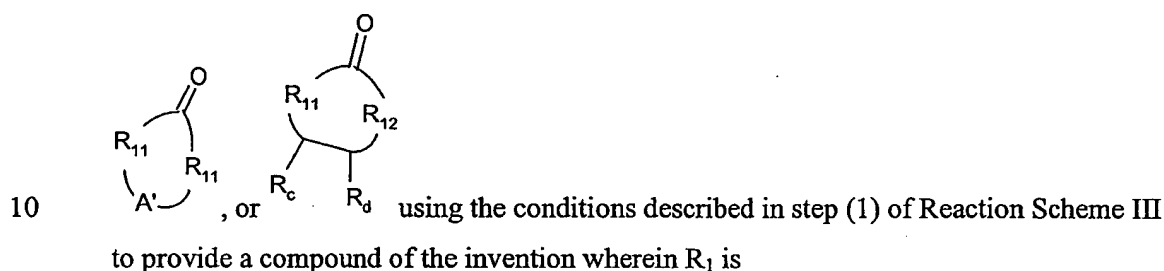 O
O
R11
R12
R11
R11
Rc
Rd
10 A' , or using the conditions described in step (1) of Reaction Scheme III
to provide a compound of the invention wherein R1 is